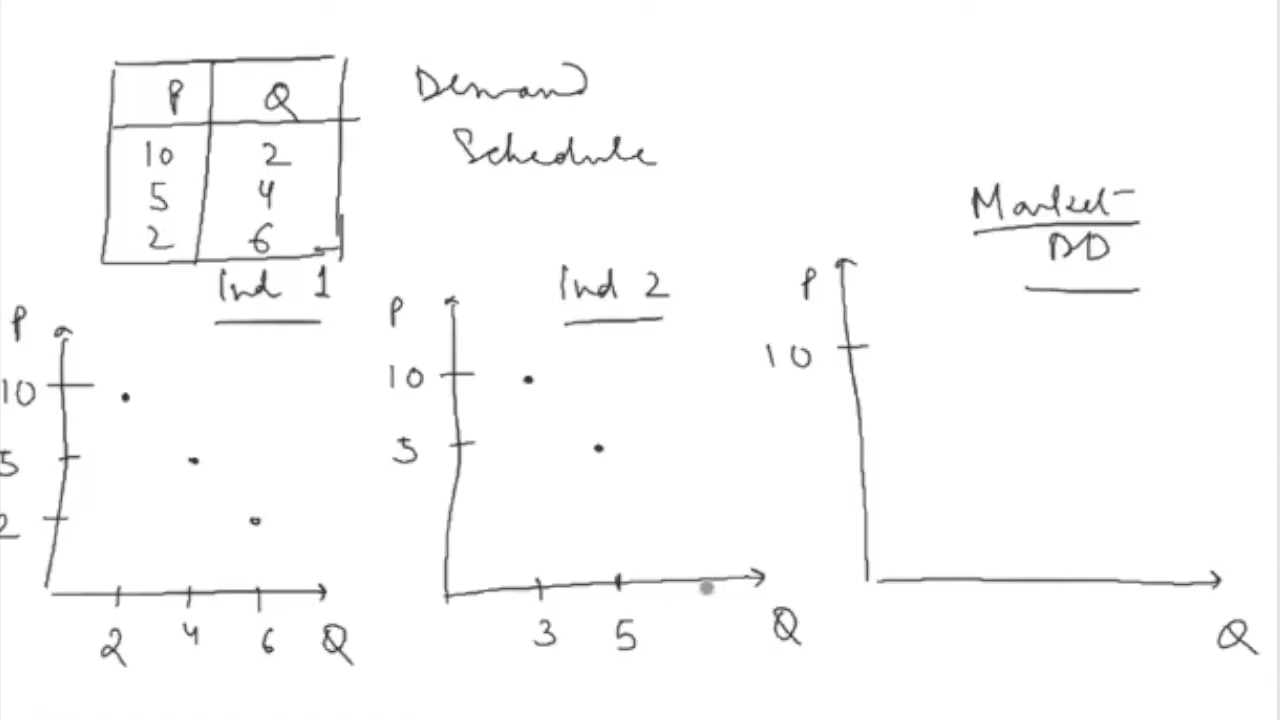 P Q
10 2
5 4
2 6
Demand
Schedule
Ind 1
P
10
5
2
2 4 6 Q
Ind 2
P
10
5
3 5 Q
Market
DD
P
10
Q